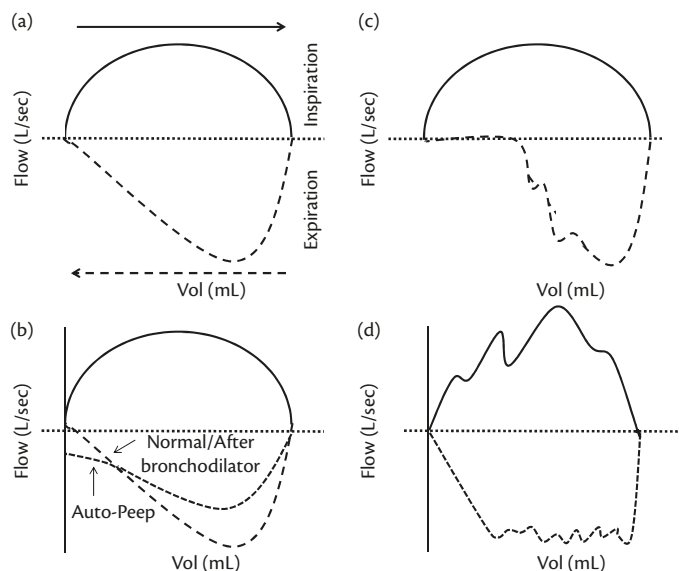 (a)
Flow (L/sec)
Inspiration
Expiration
Vol (mL)
(c)
Flow (L/sec)
Vol (mL)
(b)
Flow (L/sec)
Normal/After
bronchodilator
Auto-Peep
Vol (mL)
(d)
Flow (L/sec)
Vol (mL)